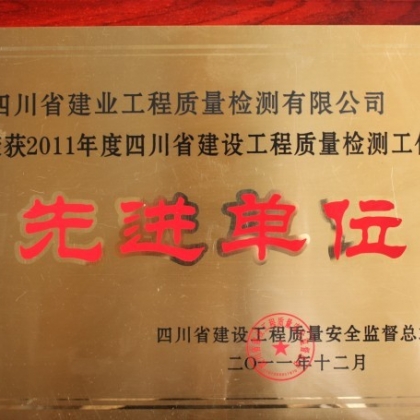 四川省建业工程质量检测有限公司
获2011年度四川省建设工程质量检测工作
先进单位
四川省建设工程质量安全监督总
二〇一一年十二月